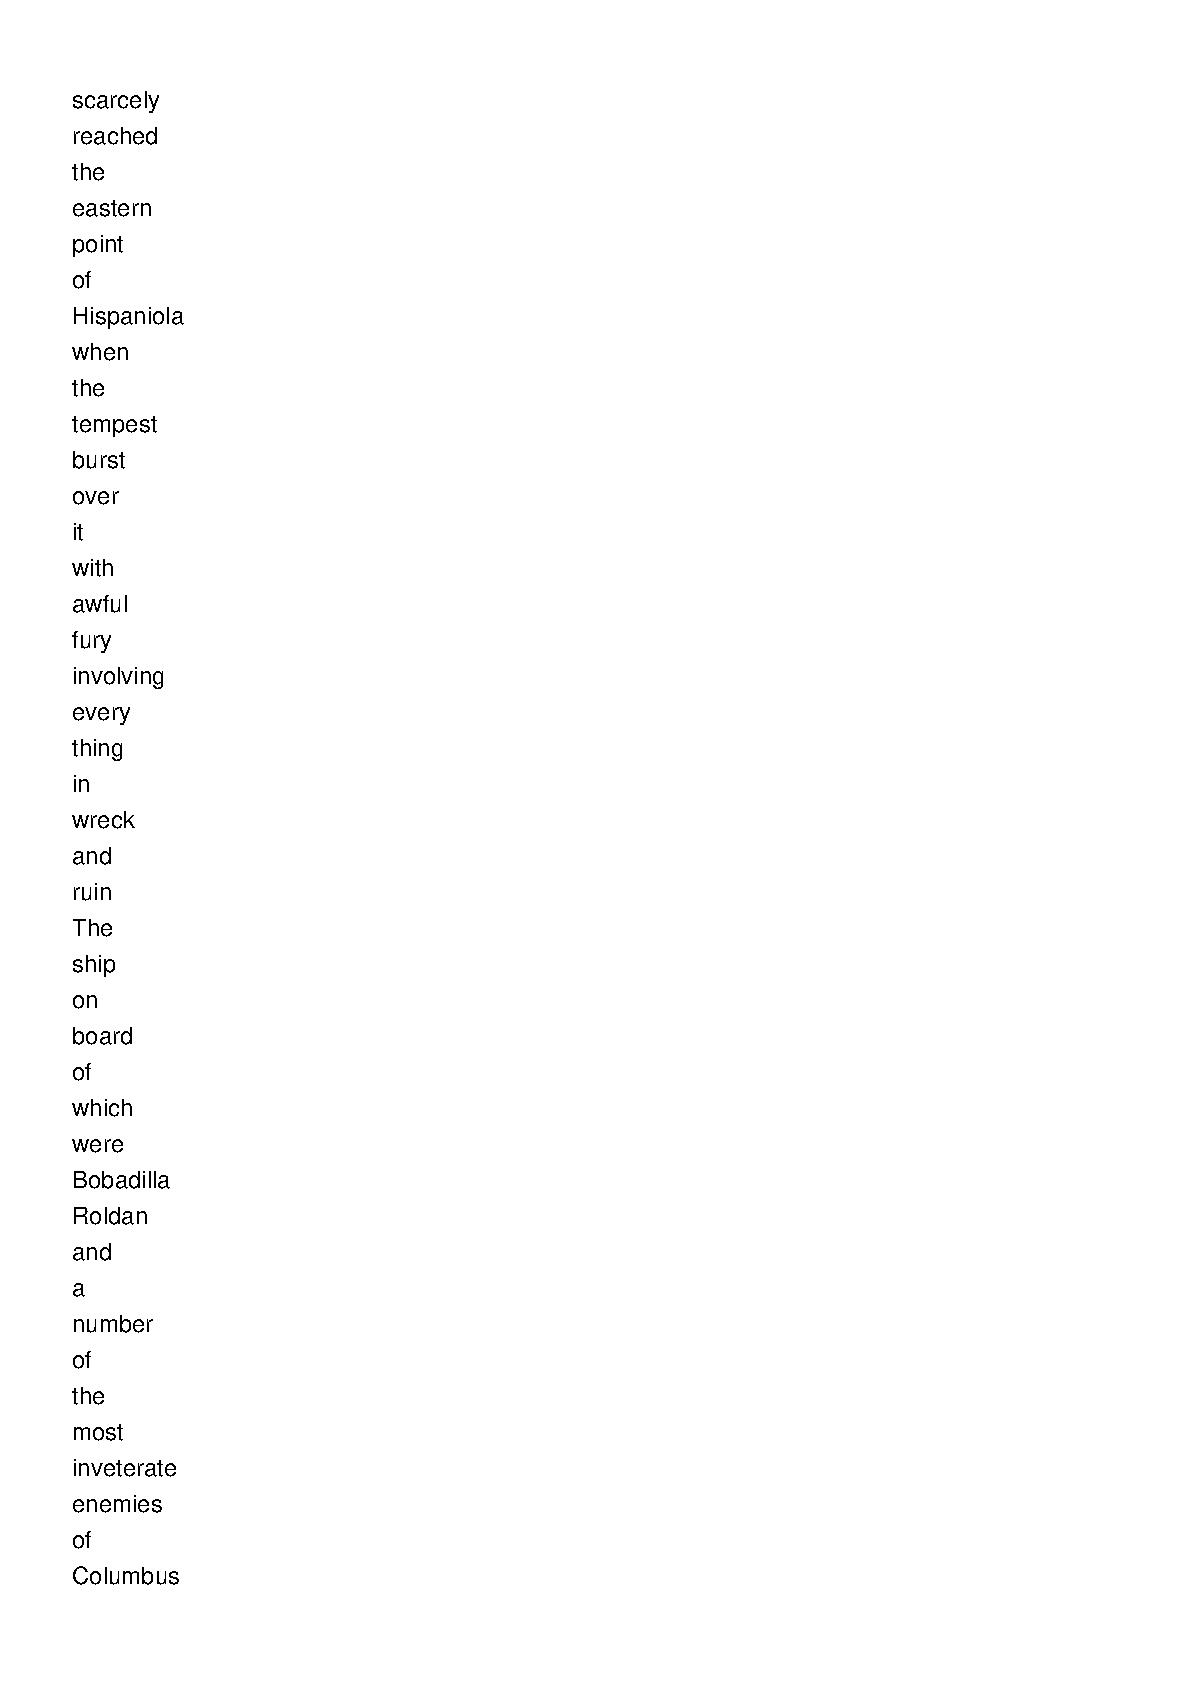 scarcely
reached
the
eastern
point
of
Hispaniola
when
the
tempest
burst
over
it
with
awful
fury
involving
every
thing
in
wreck
and
ruin
The
ship
on
board
of
which
were
Bobadilla
Roldan
and
a
number
of
the
most
inveterate
enemies
of
Columbus